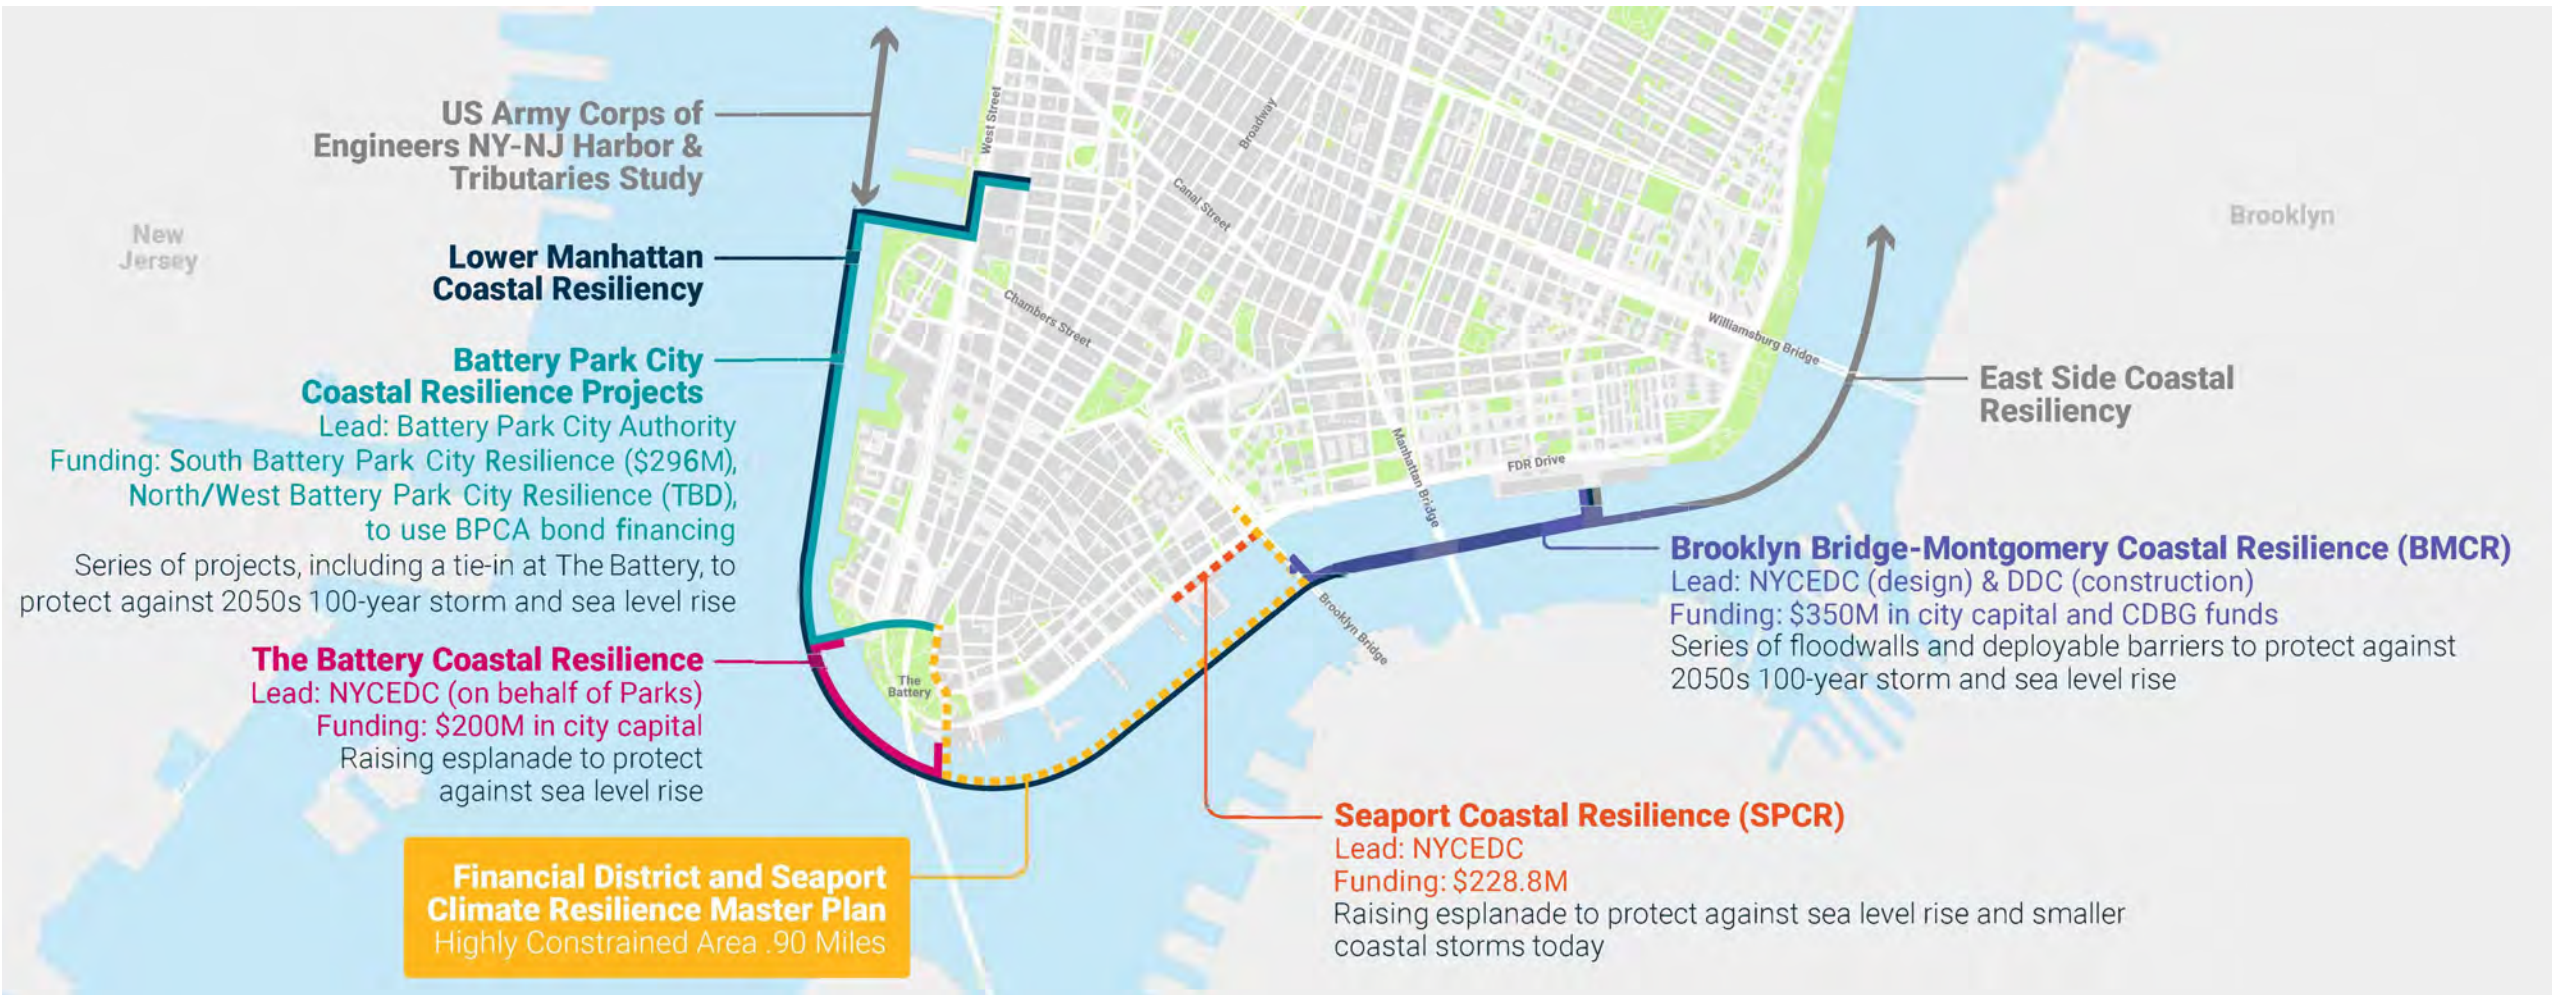 US Army Corps of
Engineers NY-NJ Harbor &
Tributaries Study
New
Jersey
Lower Manhattan
Coastal Resiliency
Battery Park City
Coastal Resilience Projects
Lead: Battery Park City Authority
Funding: South Battery Park City Resilience ($296M),
North/West Battery Park City Resilience (TBD),
to use BPCA bond financing
Series of projects, including a tie-in at The Battery, to
protect against 2050s 100-year storm and sea level rise
The Battery Coastal Resilience
Lead: NYCEDC (on behalf of Parks)
Funding: $200M in city capital
Raising esplanade to protect
against sea level rise
Financial District and Seaport
Climate Resilience Master Plan
Highly Constrained Area .90 Miles
West Street
Broadway
Canal Street
Chambers Street
The
Battery
Manhattan Bridge
FDR Drive
Williamsburg Bridge
Brooklyn Bridge
Brooklyn
East Side Coastal
Resiliency
Brooklyn Bridge-Montgomery Coastal Resilience (BMCR)
Lead: NYCEDC (design) & DDC (construction)
Funding: $350M in city capital and CDBG funds
Series of floodwalls and deployable barriers to protect against
2050s 100-year storm and sea level rise
Seaport Coastal Resilience (SPCR)
Lead: NYCEDC
Funding: $228.8M
Raising esplanade to protect against sea level rise and smaller
coastal storms today